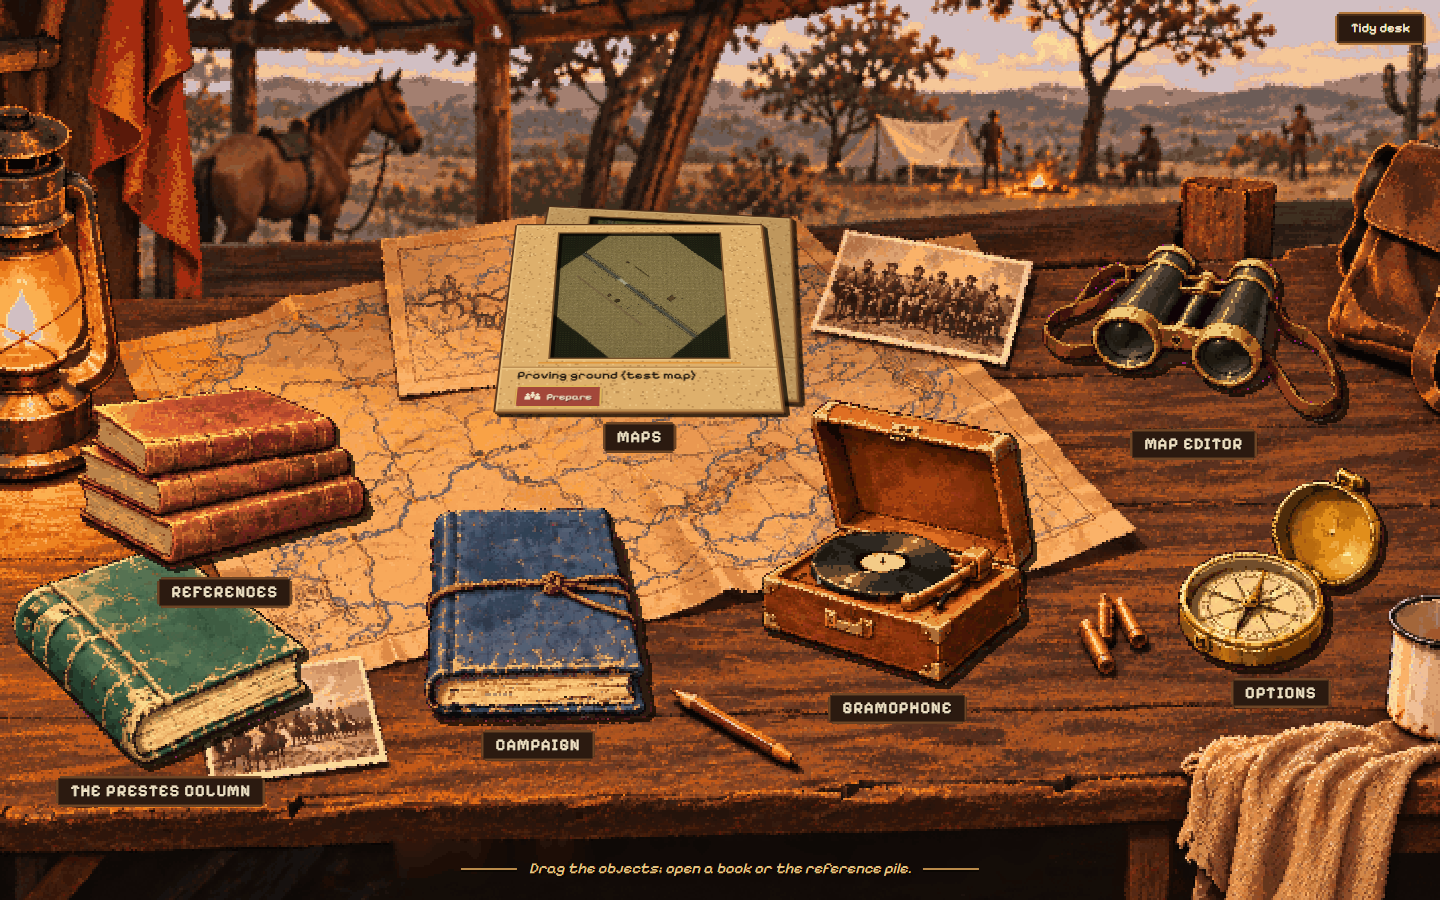 Tidy desk
Proving ground (test map)
Prepare
MAPS
MAP EDITOR
REFERENCES
OPTIONS
GRAMOPHONE
CAMPAIGN
THE PRESTES COLUMN
Drag the objects; open a book or the reference pile.